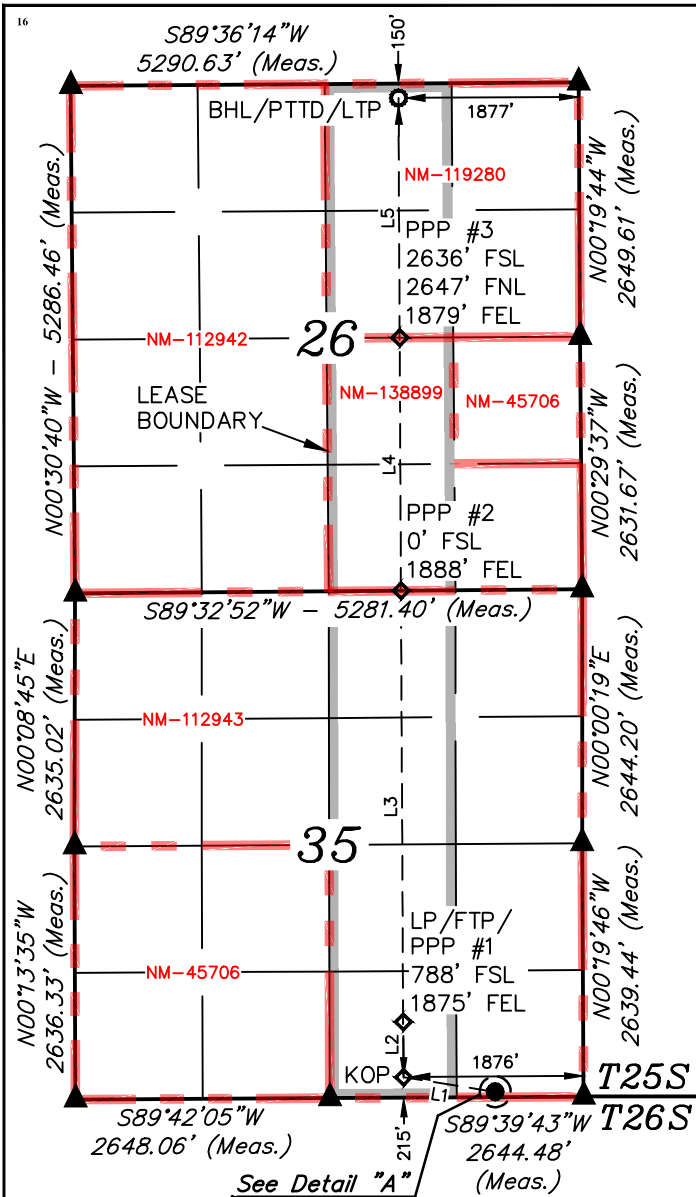 16
S89°36'14"W
5290.63' (Meas.)
150'
BHL/PTTD/LTP
1877'
NM-119280
N00°30'40"W - 5286.46' (Meas.)
N00°19'44"W
2649.61' (Meas.)
L5
PPP #3
2636' FSL
2647' FNL
1879' FEL
NM-112942
26
NM-138899
NM-45706
LEASE
BOUNDARY
L4
N00°29'37"W
2631.67' (Meas.)
PPP #2
0' FSL
1888' FEL
S89°32'52"W - 5281.40' (Meas.)
N00°08'45"E
2635.02' (Meas.)
NM-112943
N00°00'19"E
2644.20' (Meas.)
L3
35
LP/FTP/
PPP #1
788' FSL
1875' FEL
N00°13'35"W
2636.33' (Meas.)
NM-45706
N00°19'46"W
2639.44' (Meas.)
L2
KOP
1876'
L1
T25S
T26S
S89°42'05"W
2648.06' (Meas.)
215'
S89°39'43"W
2644.48'
(Meas.)
See Detail "A"